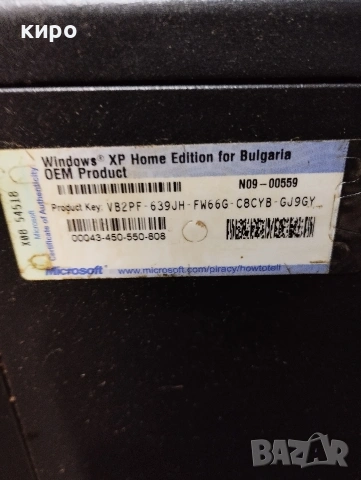 киро
Windows® XP Home Edition for Bulgaria
OEM Product
N09-00559
Product Key: VB2PF-639JH-FW66G-C8CYB-GJ9GY
00043-450-550-808
Microsoft®
www.microsoft.com/piracy/howtotell
X08 54518
Microsoft
Certificate of Authenticity
BAZAR